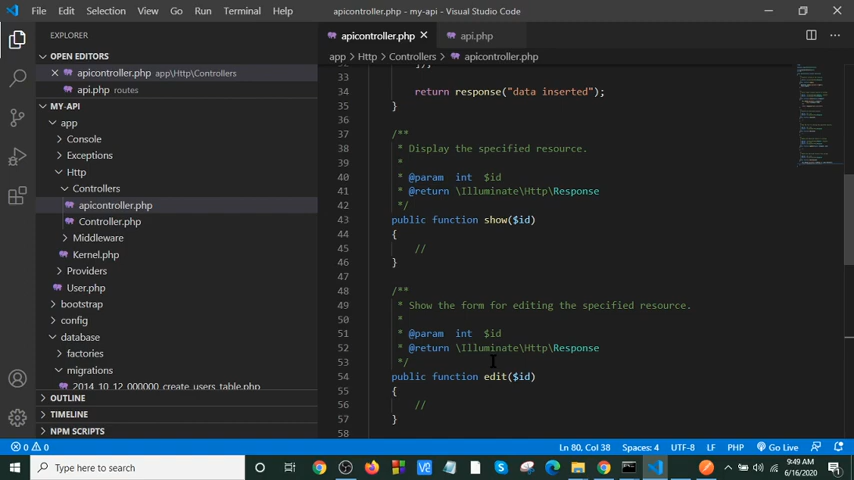 File Edit Selection View Go Run Terminal Help
apicontroller.php - my-api - Visual Studio Code
EXPLORER
OPEN EDITORS
apicontroller.php app\Http\Controllers
api.php routes
MY-API
app
Console
Exceptions
Http
Controllers
apicontroller.php
Controller.php
Middleware
Kernel.php
Providers
User.php
bootstrap
config
database
factories
migrations
2014_10_12_000000_create_users_table.php
OUTLINE
TIMELINE
NPM SCRIPTS
apicontroller.php
api.php
app > Http > Controllers > apicontroller.php
33
34 return response("data inserted");
35 }
36
37 /**
38 * Display the specified resource.
39 *
40 * @param int $id
41 * @return \Illuminate\Http\Response
42 */
43 public function show($id)
44 {
45 //
46 }
47
48 /**
49 * Show the form for editing the specified resource.
50 *
51 * @param int $id
52 * @return \Illuminate\Http\Response
53 */
54 public function edit($id)
55 {
56 //
57 }
58
0 0
Ln 80, Col 38 Spaces: 4 UTF-8 LF PHP Go Live
Type here to search
9:49 AM
6/16/2020